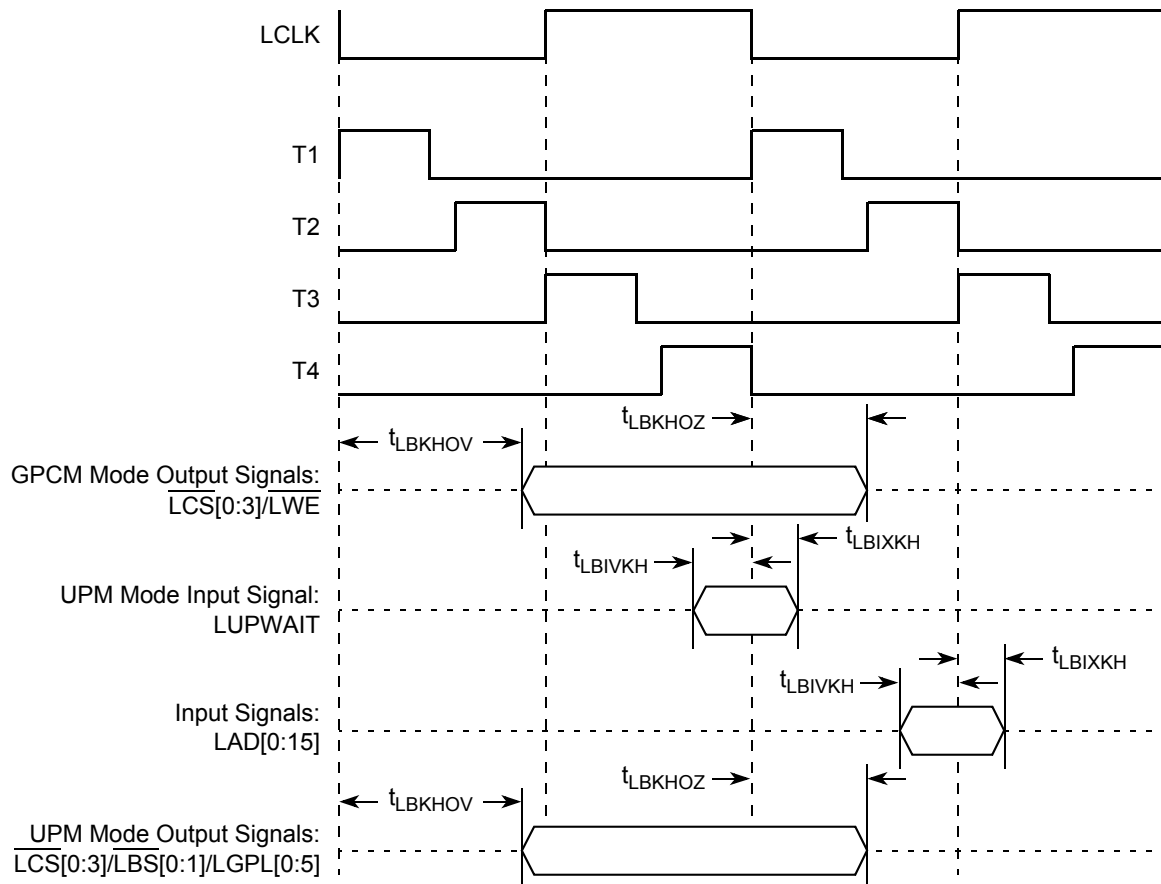 LCLK
T1
T2
T3
T4
tLBKHOZ
tLBKHOV
GPCM Mode Output Signals:
LCS[0:3]/LWE
tLBIXKH
tLBIVKH
UPM Mode Input Signal:
LUPWAIT
tLBIXKH
tLBIVKH
Input Signals:
LAD[0:15]
tLBKHOZ
tLBKHOV
UPM Mode Output Signals:
LCS[0:3]/LBS[0:1]/LGPL[0:5]